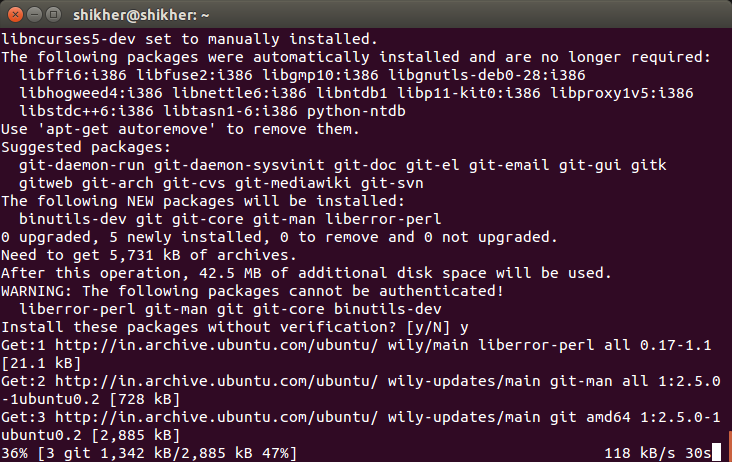 shikher@shikher: ~
libncurses5-dev set to manually installed.
The following packages were automatically installed and are no longer required:
  libffi6:i386 libfuse2:i386 libgmp10:i386 libgnutls-deb0-28:i386
  libhogweed4:i386 libnettle6:i386 libntdb1 libp11-kit0:i386 libproxy1v5:i386
  libstdc++6:i386 libtasn1-6:i386 python-ntdb
Use 'apt-get autoremove' to remove them.
Suggested packages:
  git-daemon-run git-daemon-sysvinit git-doc git-el git-email git-gui gitk
  gitweb git-arch git-cvs git-mediawiki git-svn
The following NEW packages will be installed:
  binutils-dev git git-core git-man liberror-perl
0 upgraded, 5 newly installed, 0 to remove and 0 not upgraded.
Need to get 5,731 kB of archives.
After this operation, 42.5 MB of additional disk space will be used.
WARNING: The following packages cannot be authenticated!
  liberror-perl git-man git git-core binutils-dev
Install these packages without verification? [y/N] y
Get:1 http://in.archive.ubuntu.com/ubuntu/ wily/main liberror-perl all 0.17-1.1
[21.1 kB]
Get:2 http://in.archive.ubuntu.com/ubuntu/ wily-updates/main git-man all 1:2.5.0
-1ubuntu0.2 [728 kB]
Get:3 http://in.archive.ubuntu.com/ubuntu/ wily-updates/main git amd64 1:2.5.0-1
ubuntu0.2 [2,885 kB]
36% [3 git 1,342 kB/2,885 kB 47%] 118 kB/s 30s